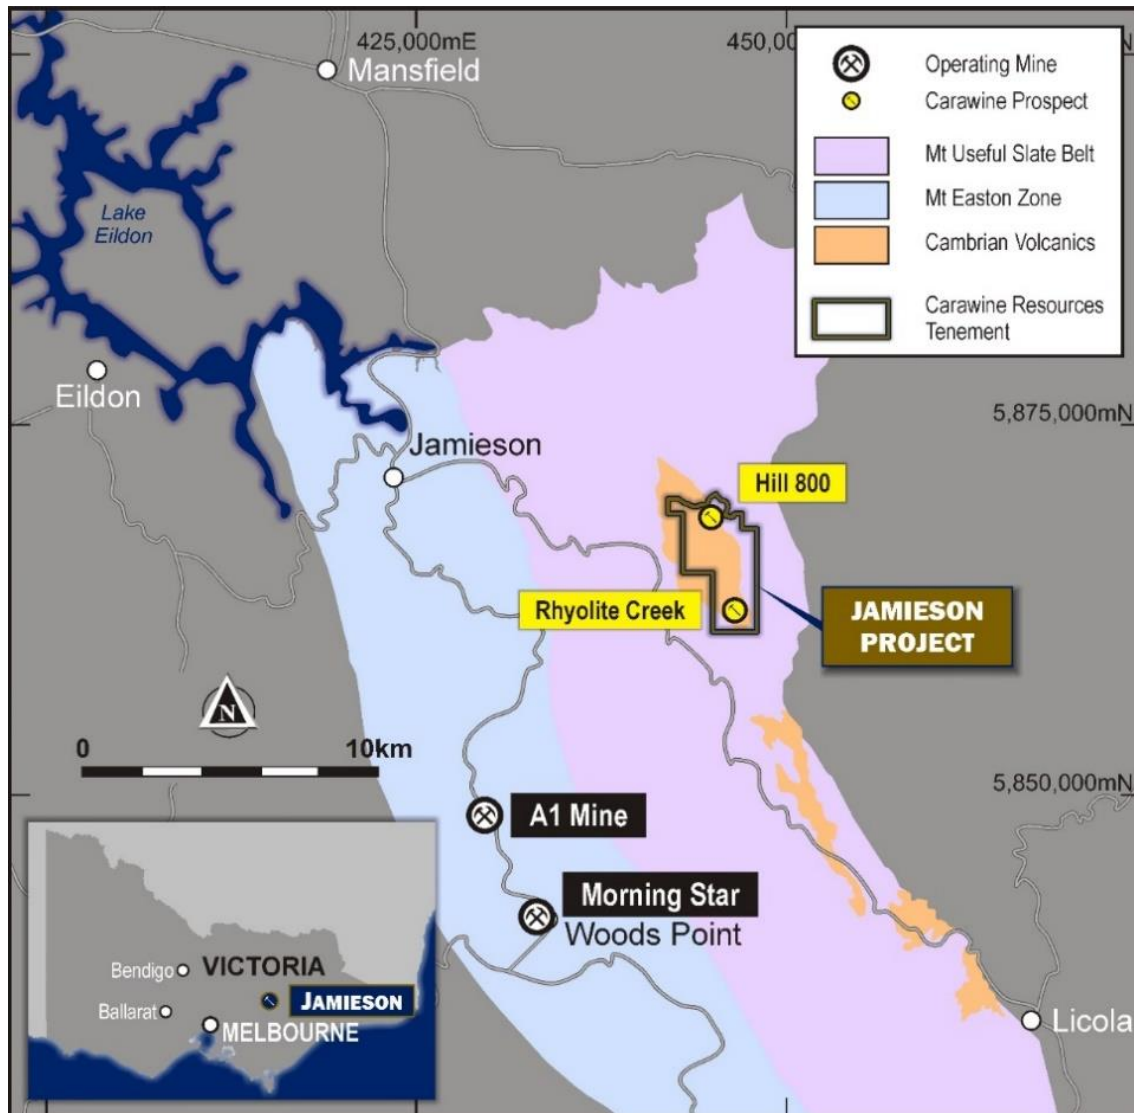 425,000mE
450,00
Mansfield
Operating Mine
Carawine Prospect
Mt Useful Slate Belt
Mt Easton Zone
Cambrian Volcanics
Carawine Resources
Tenement
Lake
Eildon
Eildon
5,875,000mN
Jamieson
Hill 800
Rhyolite Creek
JAMIESON
PROJECT
N
0 10km
5,850,000mN
A1 Mine
Morning Star
Woods Point
Bendigo
VICTORIA
JAMIESON
Ballarat
MELBOURNE
Licola